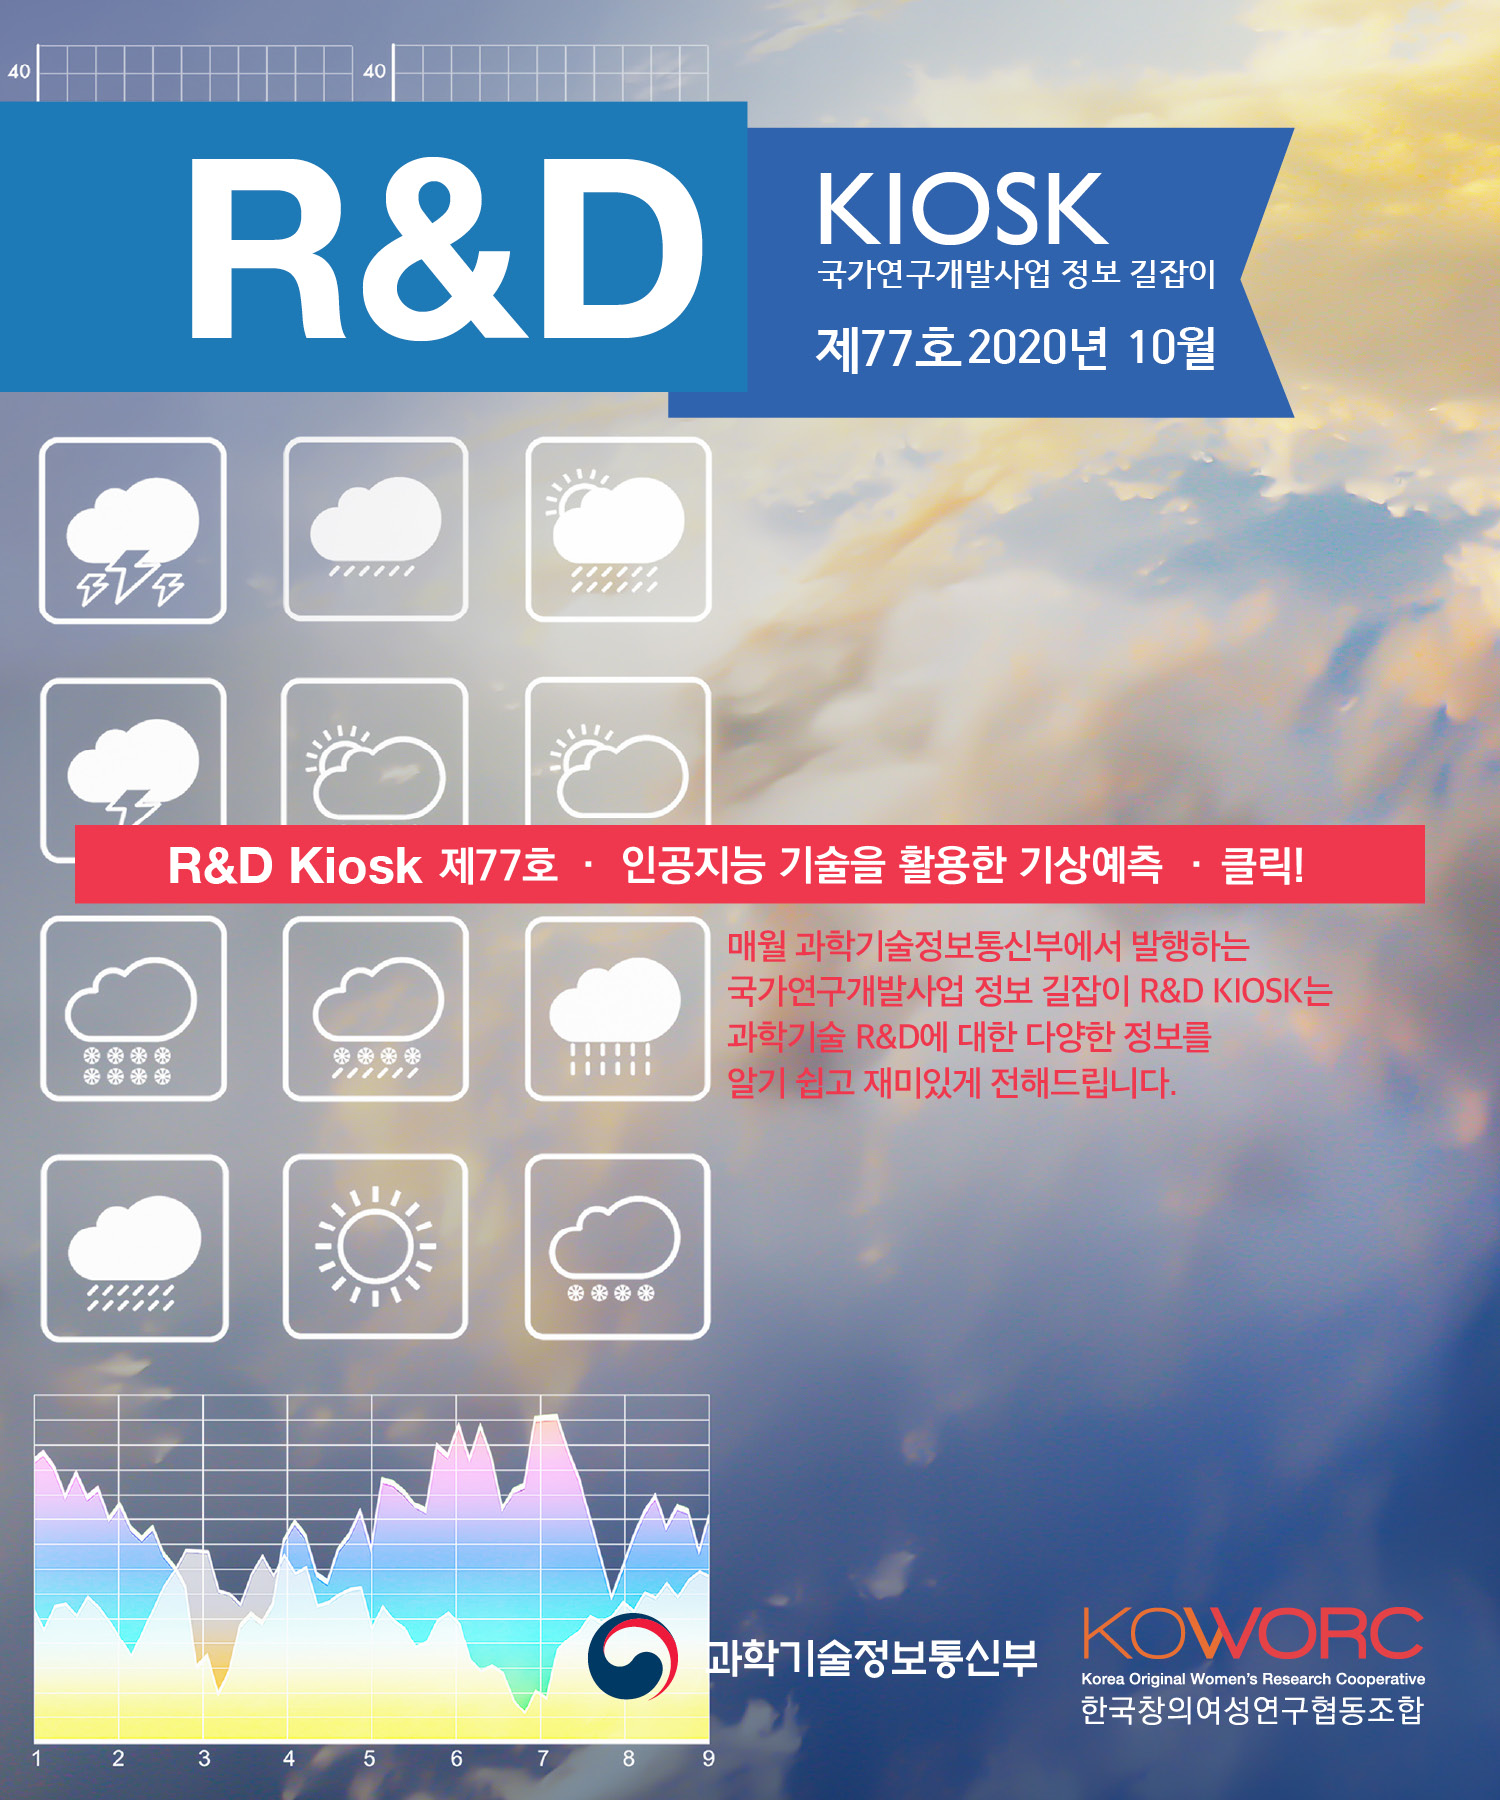 40
40
R&D
KIOSK
국가연구개발사업 정보 길잡이
제77호 2020년 10월
R&D Kiosk 제77호 · 인공지능 기술을 활용한 기상예측 · 클릭!
매월 과학기술정보통신부에서 발행하는
국가연구개발사업 정보 길잡이 R&D KIOSK는
과학기술 R&D에 대한 다양한 정보를
알기 쉽고 재미있게 전해드립니다.
과학기술정보통신부
KOWORC
Korea Original Women's Research Cooperative
한국창의여성연구협동조합
1 2 3 4 5 6 7 8 9